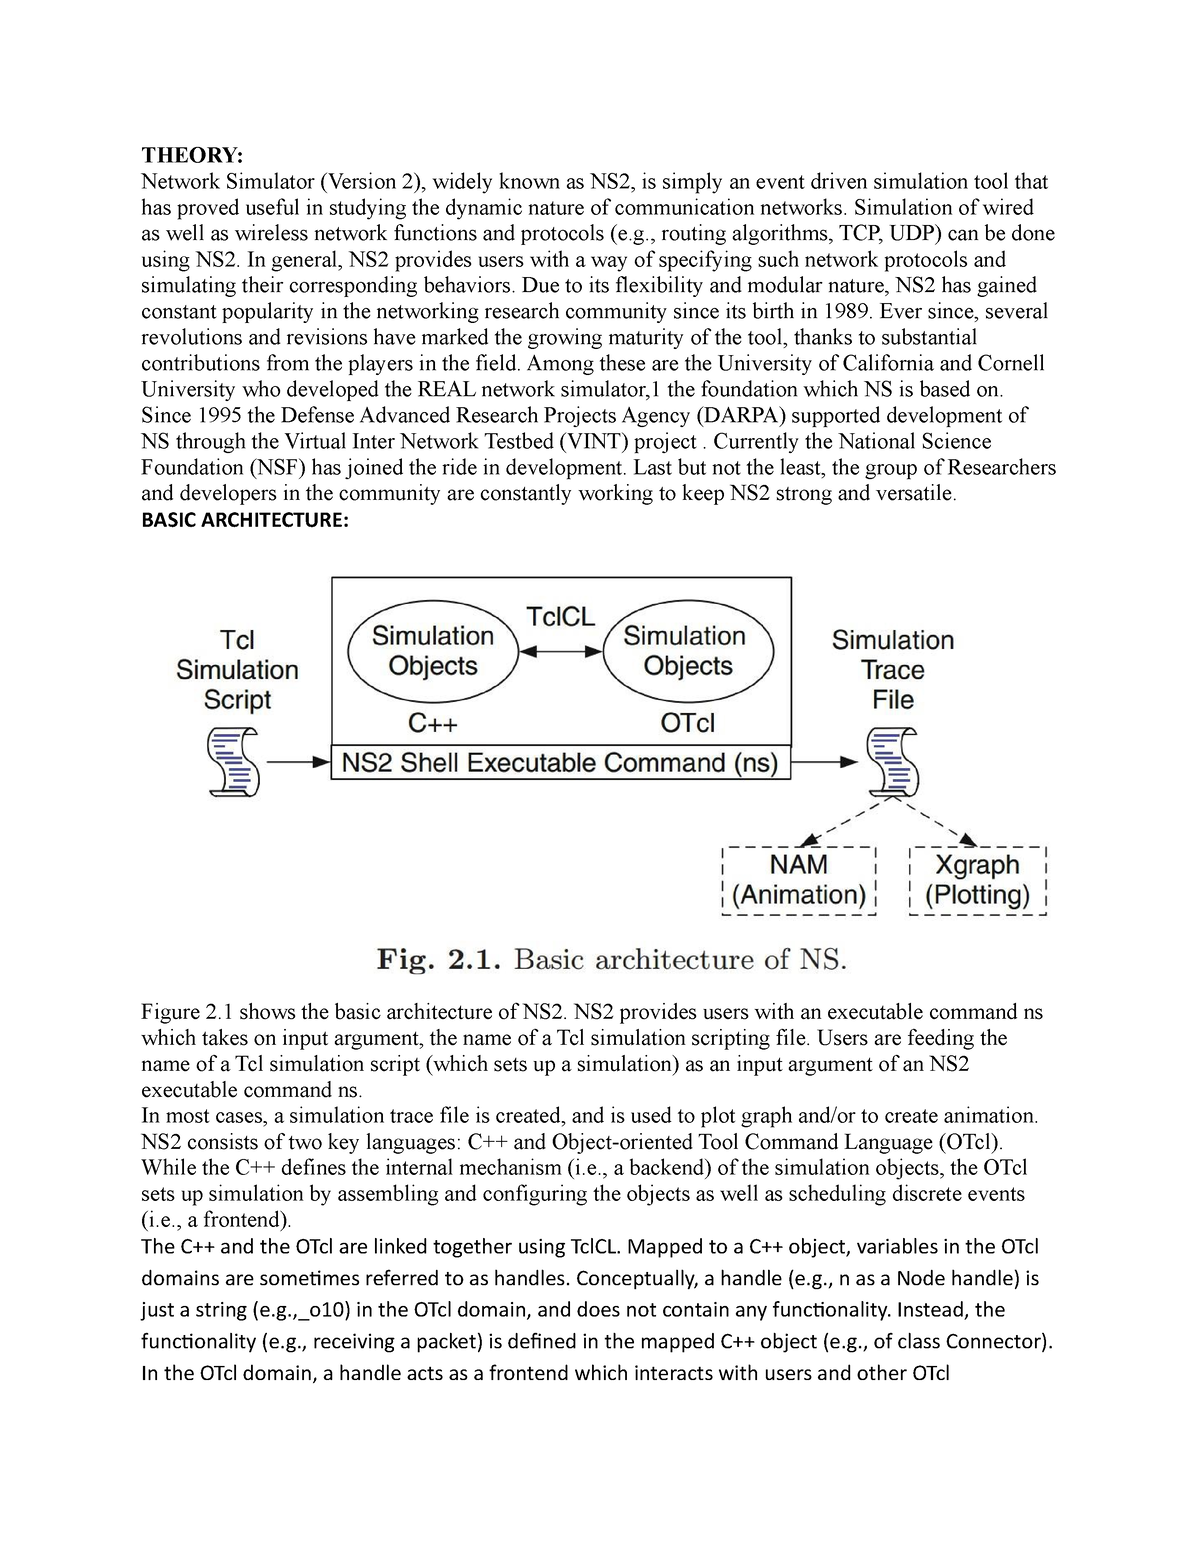 THEORY:
Network Simulator (Version 2), widely known as NS2, is simply an event driven simulation tool that
has proved useful in studying the dynamic nature of communication networks. Simulation of wired
as well as wireless network functions and protocols (e.g., routing algorithms, TCP, UDP) can be done
using NS2. In general, NS2 provides users with a way of specifying such network protocols and
simulating their corresponding behaviors. Due to its flexibility and modular nature, NS2 has gained
constant popularity in the networking research community since its birth in 1989. Ever since, several
revolutions and revisions have marked the growing maturity of the tool, thanks to substantial
contributions from the players in the field. Among these are the University of California and Cornell
University who developed the REAL network simulator,1 the foundation which NS is based on.
Since 1995 the Defense Advanced Research Projects Agency (DARPA) supported development of
NS through the Virtual Inter Network Testbed (VINT) project . Currently the National Science
Foundation (NSF) has joined the ride in development. Last but not the least, the group of Researchers
and developers in the community are constantly working to keep NS2 strong and versatile.
BASIC ARCHITECTURE:
Tcl
Simulation
Script
Simulation
Objects
C++
TclCL
Simulation
Objects
OTcl
NS2 Shell Executable Command (ns)
Simulation
Trace
File
NAM
(Animation)
Xgraph
(Plotting)
Fig. 2.1. Basic architecture of NS.
Figure 2.1 shows the basic architecture of NS2. NS2 provides users with an executable command ns
which takes on input argument, the name of a Tcl simulation scripting file. Users are feeding the
name of a Tcl simulation script (which sets up a simulation) as an input argument of an NS2
executable command ns.
In most cases, a simulation trace file is created, and is used to plot graph and/or to create animation.
NS2 consists of two key languages: C++ and Object-oriented Tool Command Language (OTcl).
While the C++ defines the internal mechanism (i.e., a backend) of the simulation objects, the OTcl
sets up simulation by assembling and configuring the objects as well as scheduling discrete events
(i.e., a frontend).
The C++ and the OTcl are linked together using TclCL. Mapped to a C++ object, variables in the OTcl
domains are sometimes referred to as handles. Conceptually, a handle (e.g., n as a Node handle) is
just a string (e.g.,_o10) in the OTcl domain, and does not contain any functionality. Instead, the
functionality (e.g., receiving a packet) is defined in the mapped C++ object (e.g., of class Connector).
In the OTcl domain, a handle acts as a frontend which interacts with users and other OTcl